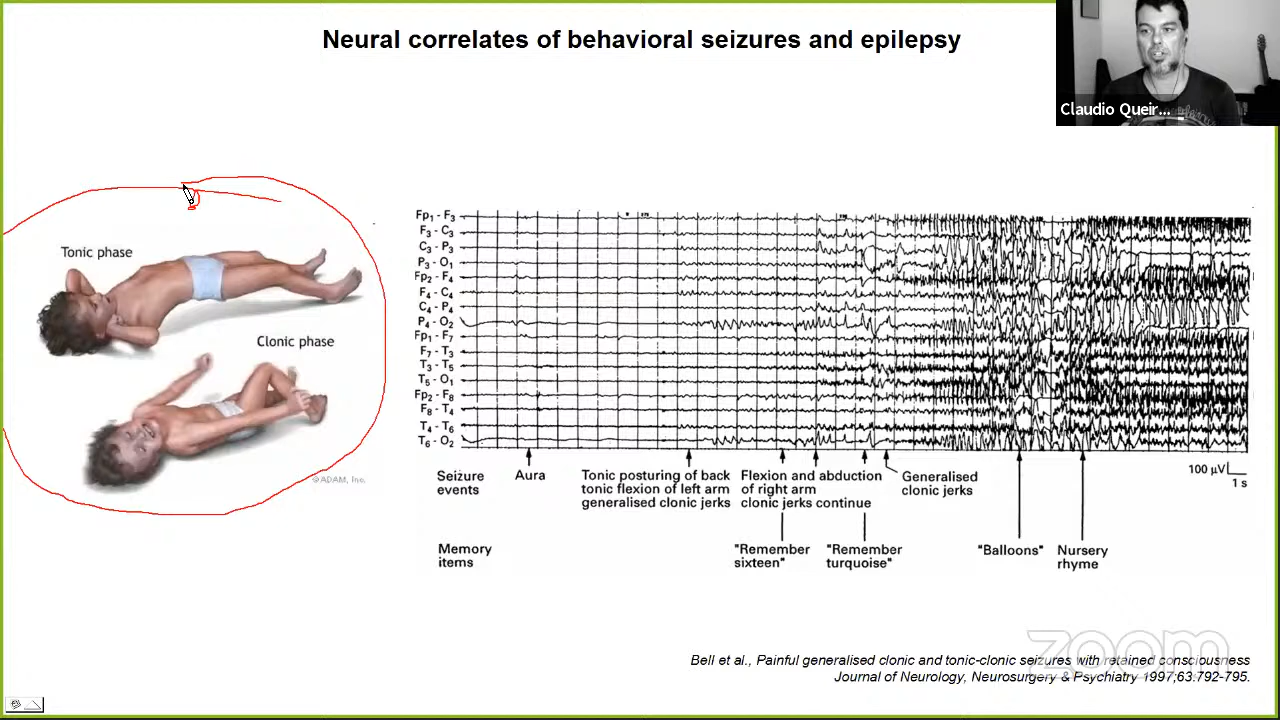 Neural correlates of behavioral seizures and epilepsy
Claudio Queir...
Tonic phase
Clonic phase
©ADAM, Inc.
Fp1 - F3
F3 - C3
C3 - P3
P3 - O1
Fp2 - F4
F4 - C4
C4 - P4
P4 - O2
Fp1 - F7
F7 - T3
T3 - T5
T5 - O1
Fp2 - F8
F8 - T4
T4 - T6
T6 - O2
Seizure
events
Aura
Tonic posturing of back
tonic flexion of left arm
generalised clonic jerks
Flexion and abduction
of right arm
clonic jerks continue
Generalised
clonic jerks
100 µV
1 s
Memory
items
"Remember
sixteen"
"Remember
turquoise"
"Balloons"
Nursery
rhyme
zoom
Bell et al., Painful generalised clonic and tonic-clonic seizures with retained consciousness
Journal of Neurology, Neurosurgery & Psychiatry 1997;63:792-795.